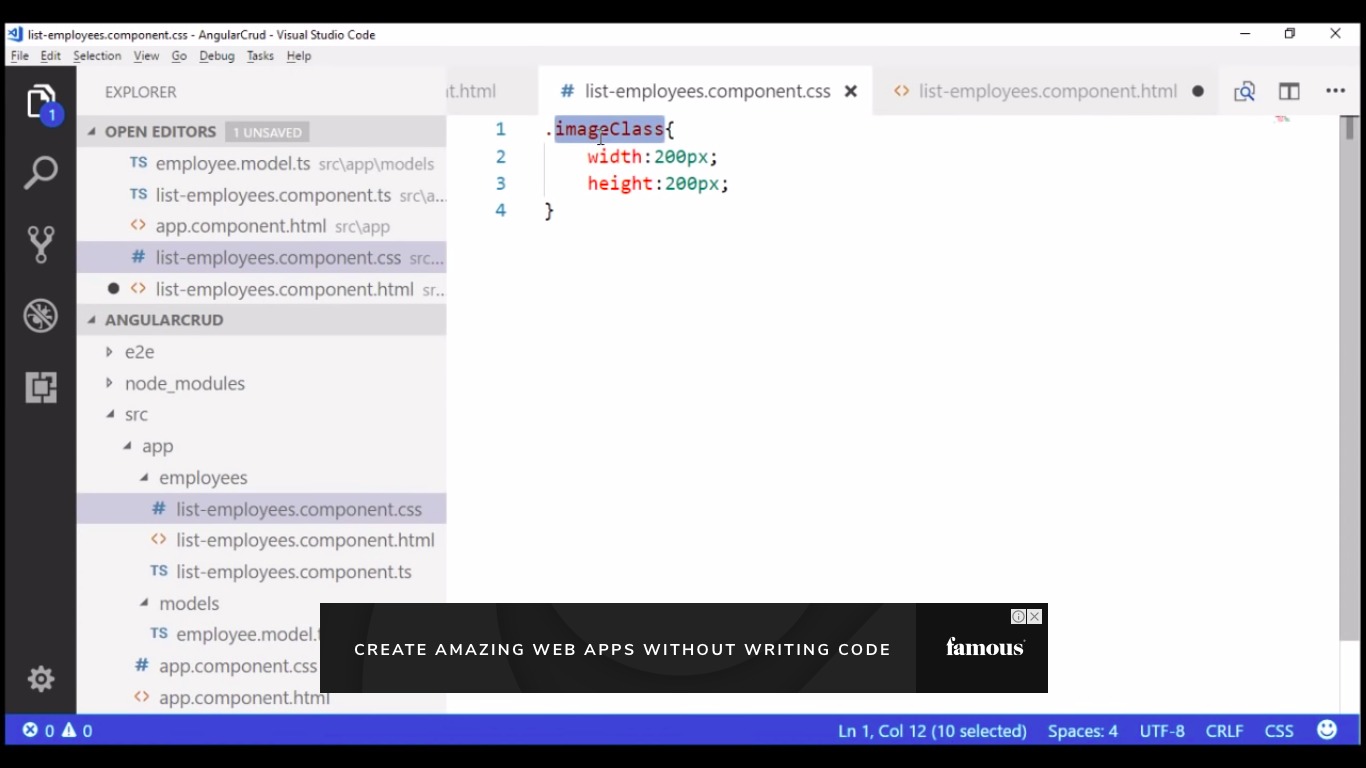 list-employees.component.css - AngularCrud - Visual Studio Code
File Edit Selection View Go Debug Tasks Help
EXPLORER
t.html # list-employees.component.css <> list-employees.component.html
1
OPEN EDITORS 1 UNSAVED
TS employee.model.ts src\app\models
TS list-employees.component.ts src\a...
<> app.component.html src\app
# list-employees.component.css src...
<> list-employees.component.html sr...
ANGULARCRUD
e2e
node_modules
src
app
employees
# list-employees.component.css
<> list-employees.component.html
TS list-employees.component.ts
models
TS employee.model.t
# app.component.css
<> app.component.html
1 .imageClass{
2 width:200px;
3 height:200px;
4 }
CREATE AMAZING WEB APPS WITHOUT WRITING CODE
famous
0 0 Ln 1, Col 12 (10 selected) Spaces: 4 UTF-8 CRLF CSS